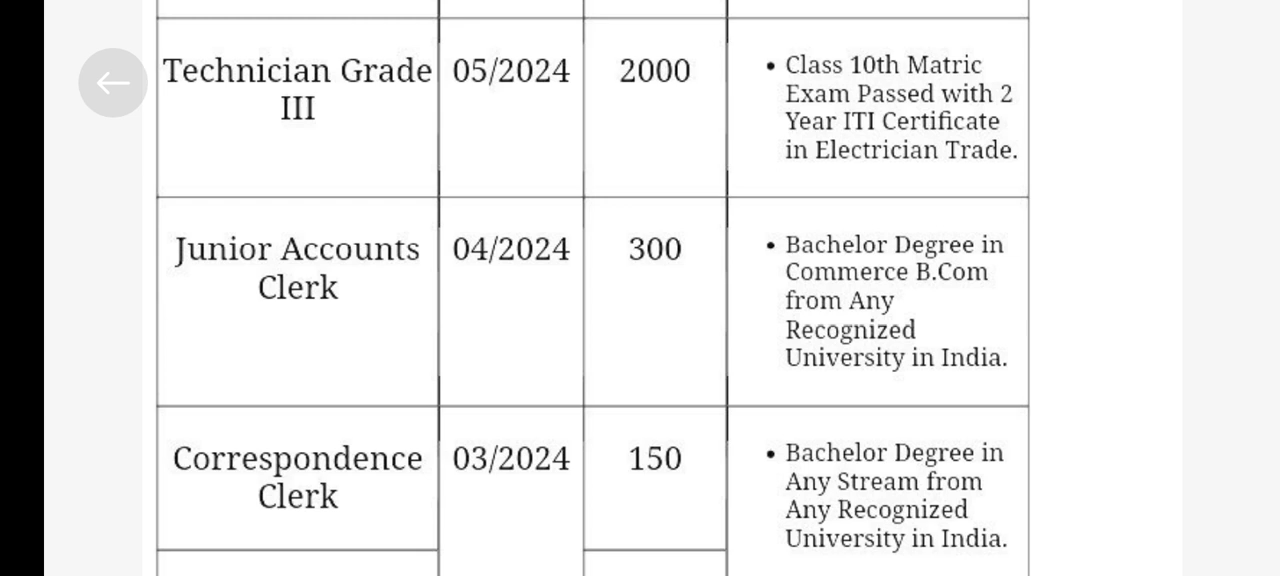 Technician Grade
III
05/2024
2000
• Class 10th Matric
Exam Passed with 2
Year ITI Certificate
in Electrician Trade.
Junior Accounts
Clerk
04/2024
300
• Bachelor Degree in
Commerce B.Com
from Any
Recognized
University in India.
Correspondence
Clerk
03/2024
150
• Bachelor Degree in
Any Stream from
Any Recognized
University in India.